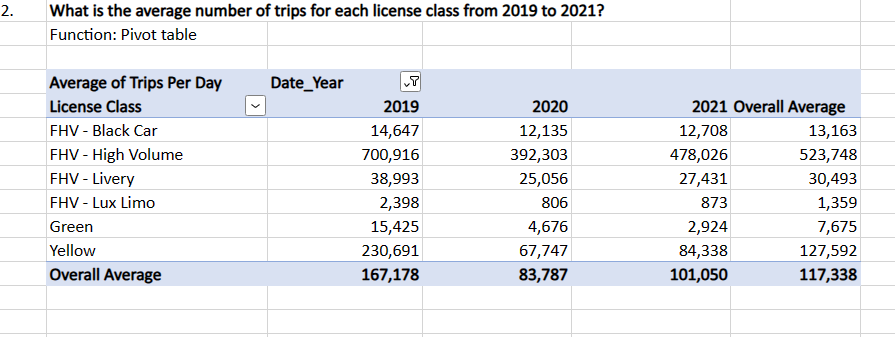 2. What is the average number of trips for each license class from 2019 to 2021?
Function: Pivot table
Average of Trips Per Day Date_Year
License Class 2019 2020 2021 Overall Average
FHV - Black Car 14,647 12,135 12,708 13,163
FHV - High Volume 700,916 392,303 478,026 523,748
FHV - Livery 38,993 25,056 27,431 30,493
FHV - Lux Limo 2,398 806 873 1,359
Green 15,425 4,676 2,924 7,675
Yellow 230,691 67,747 84,338 127,592
Overall Average 167,178 83,787 101,050 117,338